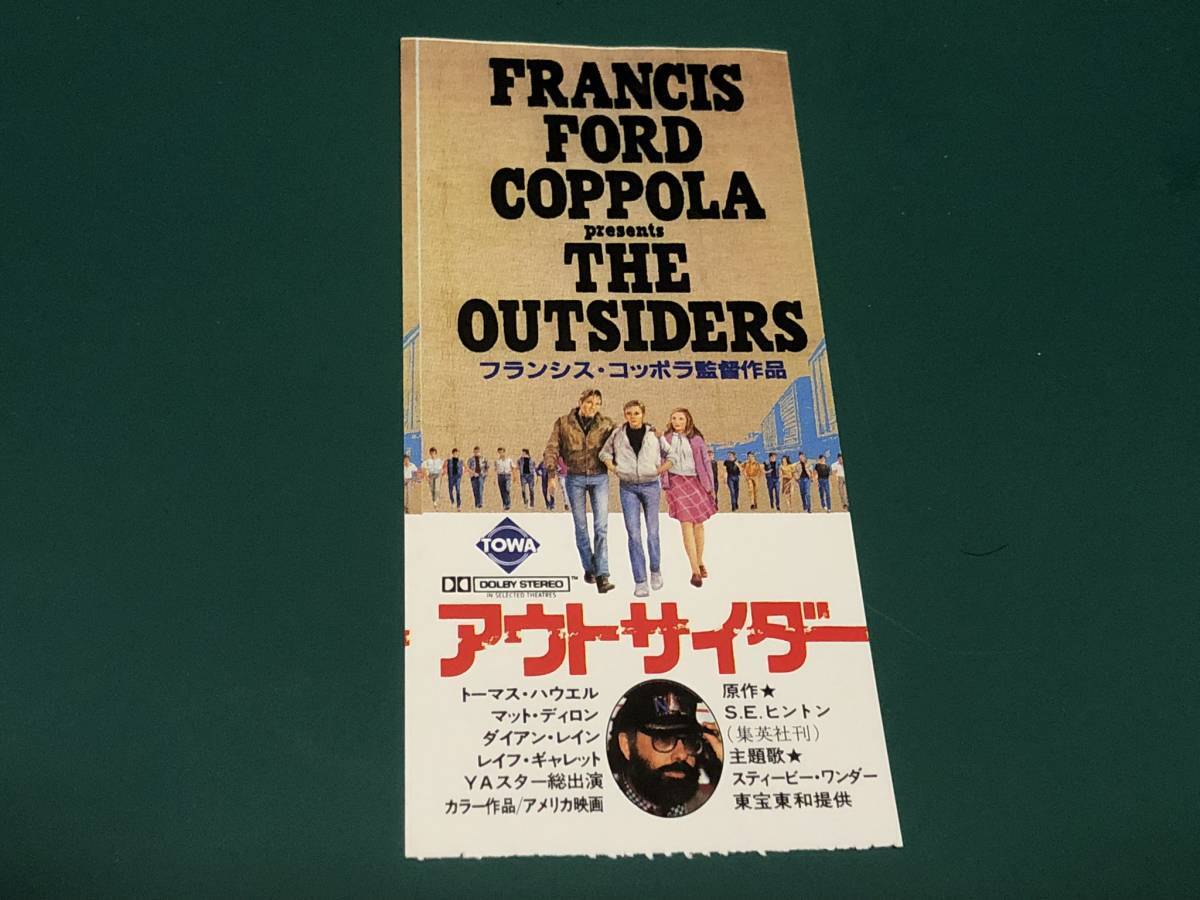 FRANCIS
FORD
COPPOLA
presents
THE
OUTSIDERS
フランシス・コッポラ監督作品
TOWA
DOLBY STEREO™
IN SELECTED THEATRES
アウトサイダー
トーマス・ハウエル
マット・ディロン
ダイアン・レイン
レイフ・ギャレット
YAスター総出演
カラー作品/アメリカ映画
原作★
S.E.ヒントン
(集英社刊)
主題歌★
スティービー・ワンダー
東宝東和提供